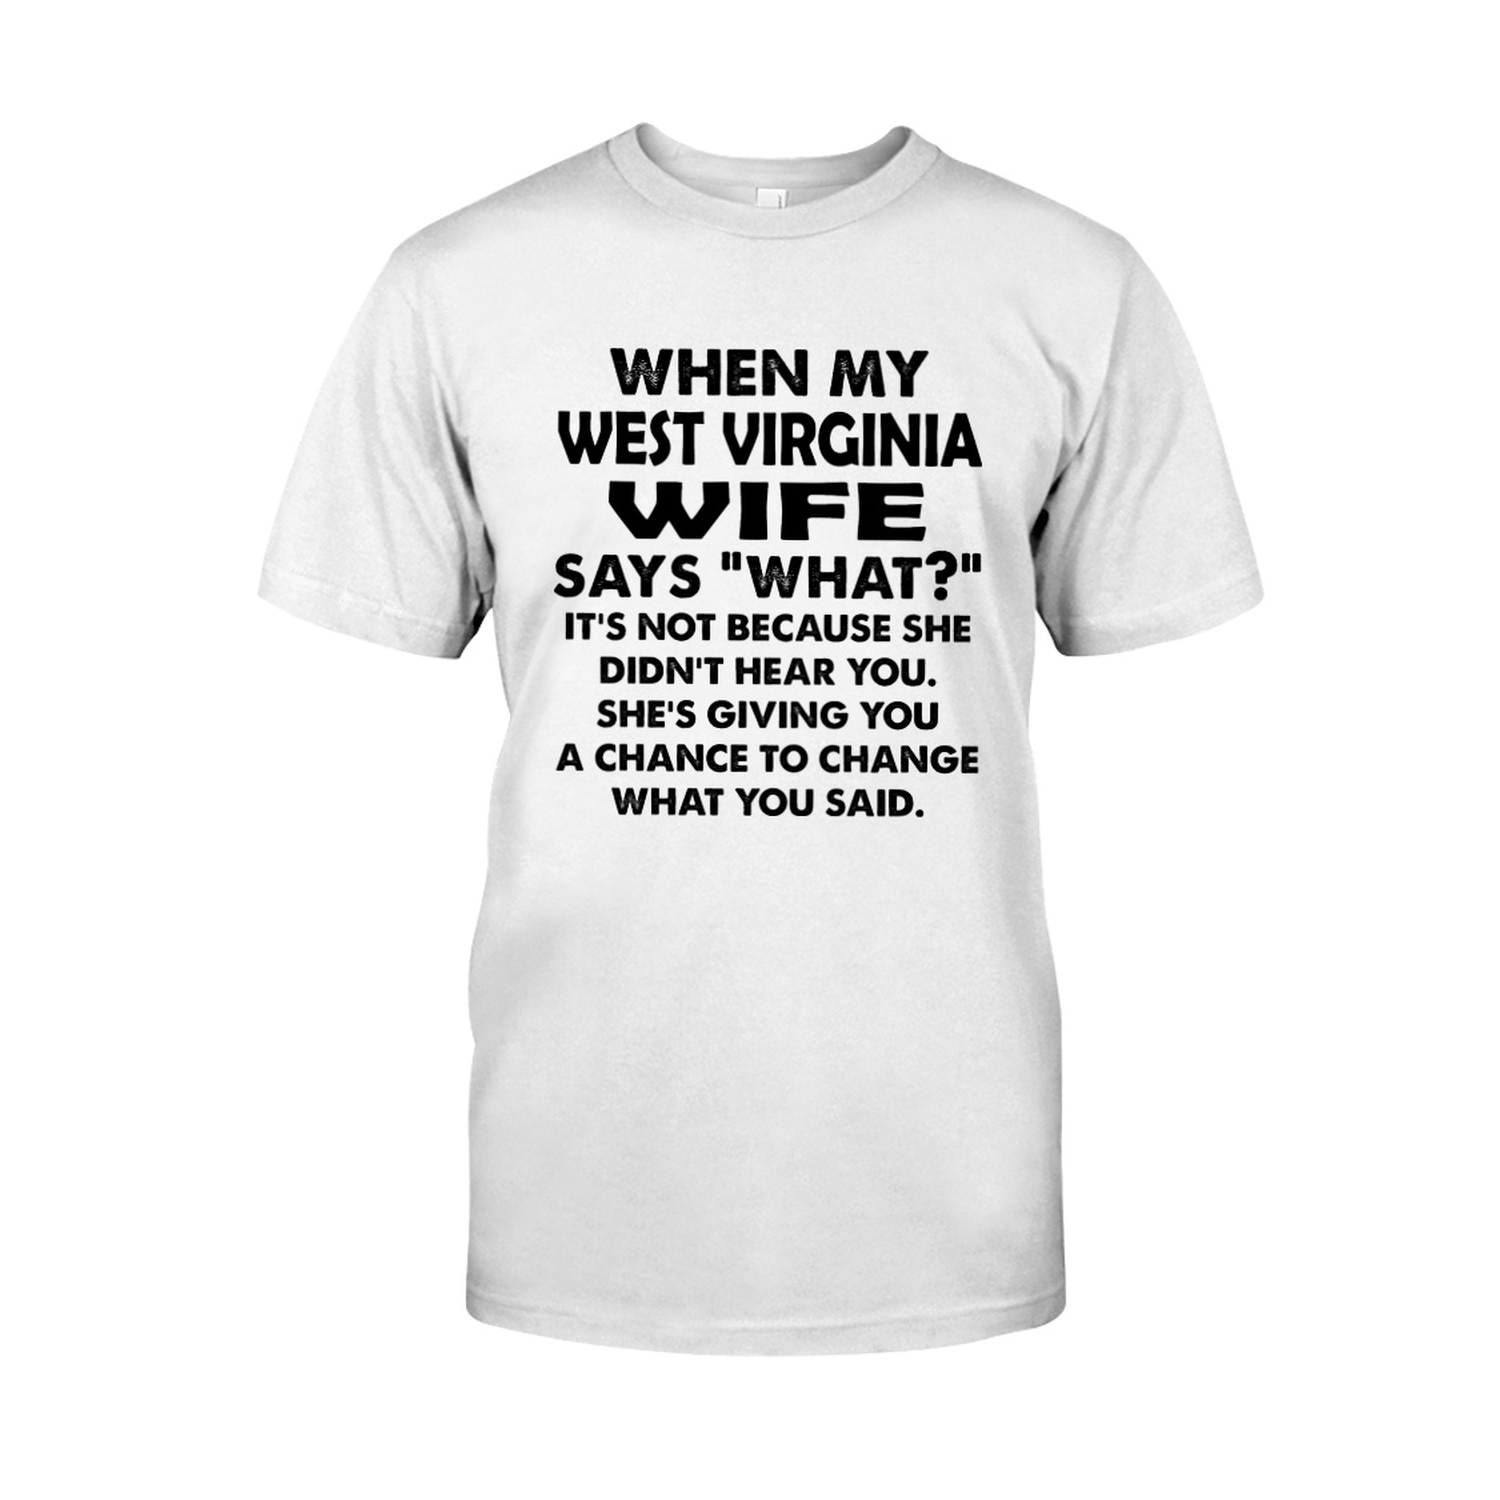 WHEN MY
WEST VIRGINIA
WIFE
SAYS "WHAT?"
IT'S NOT BECAUSE SHE
DIDN'T HEAR YOU.
SHE'S GIVING YOU
A CHANCE TO CHANGE
WHAT YOU SAID.